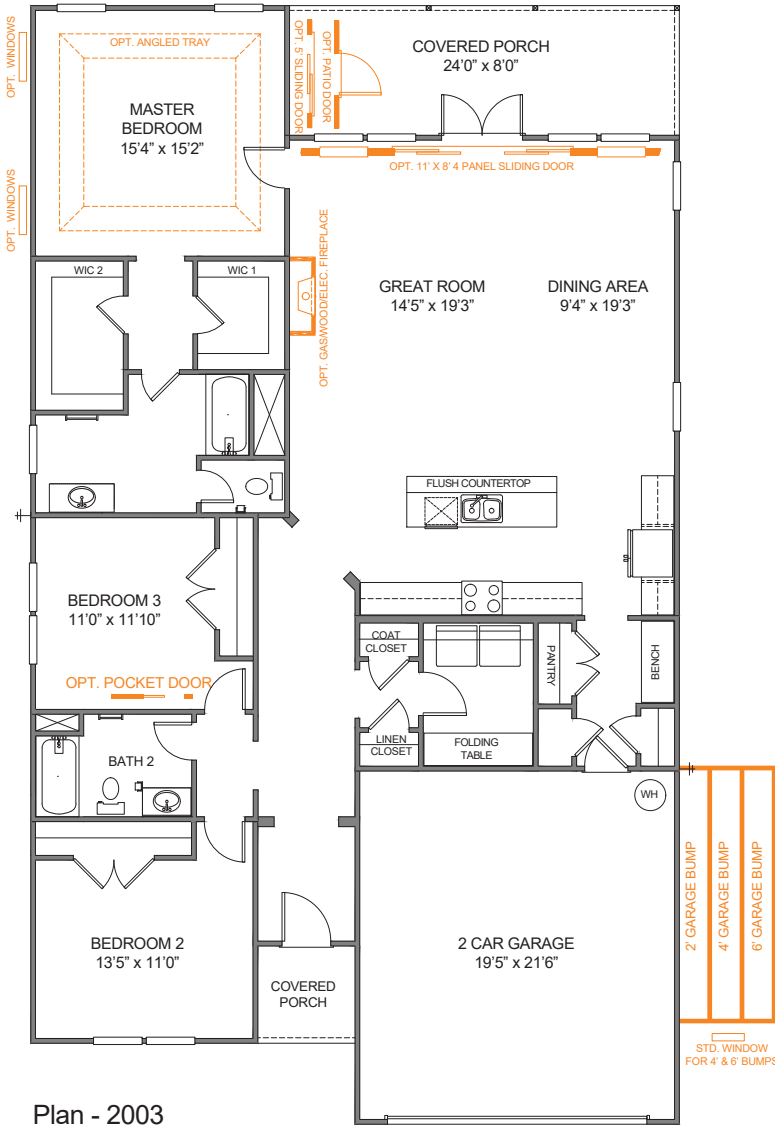 OPT. WINDOWS
OPT. ANGLED TRAY
MASTER
BEDROOM
15'4" x 15'2"
OPT. 5' SLIDING DOOR
OPT. PATIO DOOR
COVERED PORCH
24'0" x 8'0"
OPT. 11' X 8' 4 PANEL SLIDING DOOR
OPT. WINDOWS
WIC 2
WIC 1
OPT. GAS/WOOD/ELEC. FIREPLACE
GREAT ROOM
14'5" x 19'3"
DINING AREA
9'4" x 19'3"
FLUSH COUNTERTOP
BEDROOM 3
11'0" x 11'10"
OPT. POCKET DOOR
COAT
CLOSET
PANTRY
BENCH
LINEN
CLOSET
FOLDING
TABLE
BATH 2
WH
2' GARAGE BUMP
4' GARAGE BUMP
6' GARAGE BUMP
BEDROOM 2
13'5" x 11'0"
2 CAR GARAGE
19'5" x 21'6"
COVERED
PORCH
STD. WINDOW
FOR 4' & 6' BUMPS
Plan - 2003